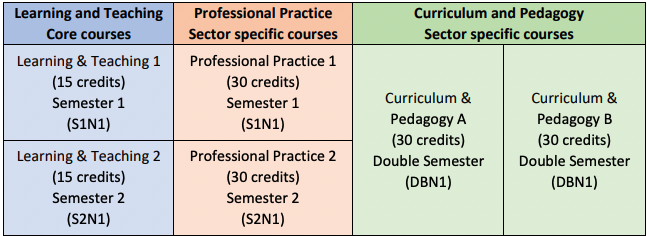 Learning and Teaching
Core courses
Professional Practice
Sector specific courses
Curriculum and Pedagogy
Sector specific courses
Learning & Teaching 1
(15 credits)
Semester 1
(S1N1)
Professional Practice 1
(30 credits)
Semester 1
(S1N1)
Curriculum &
Pedagogy A
(30 credits)
Double Semester
(DBN1)
Curriculum &
Pedagogy B
(30 credits)
Double Semester
(DBN1)
Learning & Teaching 2
(15 credits)
Semester 2
(S2N1)
Professional Practice 2
(30 credits)
Semester 2
(S2N1)